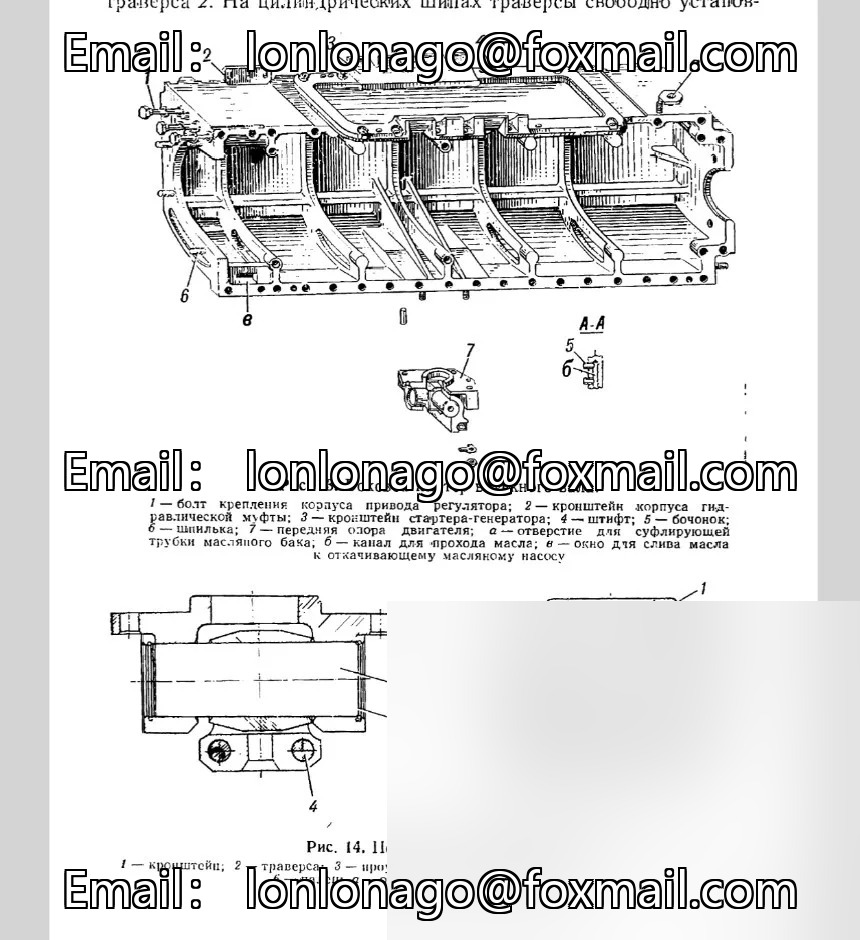 траверса 2. На цилиндрических шипах траверсы свободно установ-
Email： lonlonago@foxmail.com
2
3
1
6
в
А-А
7
5
б
Email： lonlonago@foxmail.com
1 — болт крепления корпуса привода регулятора; 2 — кронштейн корпуса гид-
равлической муфты; 3 — кронштейн стартера-генератора; 4 — штифт; 5 — бочонок;
6 — шпилька; 7 — передняя опора двигателя; а — отверстие для суфлирующей
трубки масляного бака; б — канал для прохода масла; в — окно для слива масла
к откачивающему масляному насосу
1
4
Рис. 14.
1 — кронштейн; 2 — траверса; 3 —
Email： lonlonago@foxmail.com